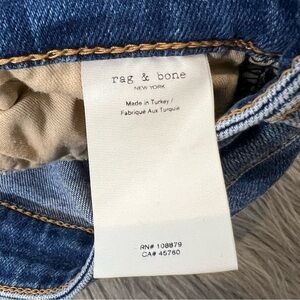 rag & bone
NEW YORK
Made in Turkey /
Fabriqué Aux Turquie
RN# 108879
CA# 45760